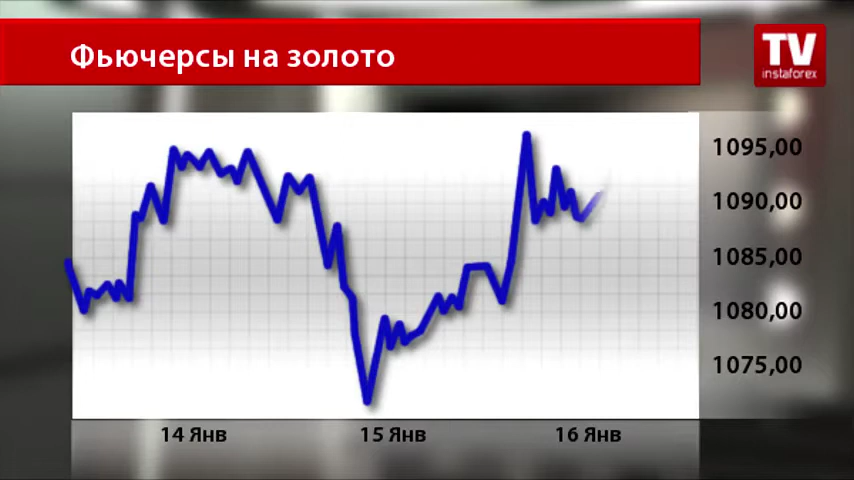 Фьючерсы на золото
TV
instaforex
1095,00
1090,00
1085,00
1080,00
1075,00
14 Янв
15 Янв
16 Янв